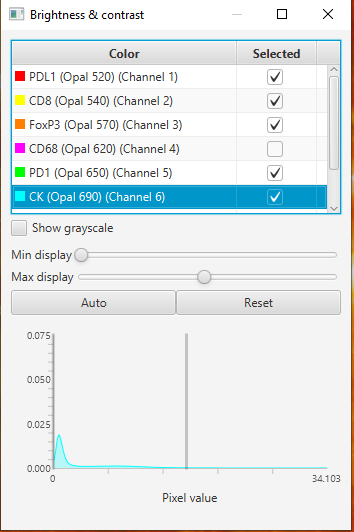 Brightness & contrast
Color Selected
PDL1 (Opal 520) (Channel 1)
CD8 (Opal 540) (Channel 2)
FoxP3 (Opal 570) (Channel 3)
CD68 (Opal 620) (Channel 4)
PD1 (Opal 650) (Channel 5)
CK (Opal 690) (Channel 6)
Show grayscale
Min display
Max display
Auto Reset
0.075
0.050
0.025
0.000
0 34.103
Pixel value